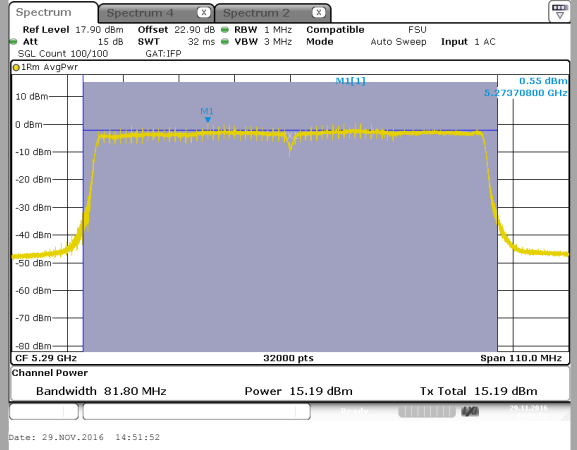 Spectrum Spectrum 4 X Spectrum 2 X
Ref Level 17.90 dBm Offset 22.90 dB RBW 1 MHz Compatible FSU
Att 15 dB SWT 32 ms VBW 3 MHz Mode Auto Sweep Input 1 AC
SGL Count 100/100 GAT:IFP
1Rm AvgPwr
M1[1] 0.55 dBm
5.27370800 GHz
10 dBm
M1
0 dBm
-10 dBm
-20 dBm
-30 dBm
-40 dBm
-50 dBm
-60 dBm
-70 dBm
-80 dBm
CF 5.29 GHz 32000 pts Span 110.0 MHz
Channel Power
Bandwidth 81.80 MHz Power 15.19 dBm Tx Total 15.19 dBm
Ready 29.11.2016
Date: 29.NOV.2016 14:51:52